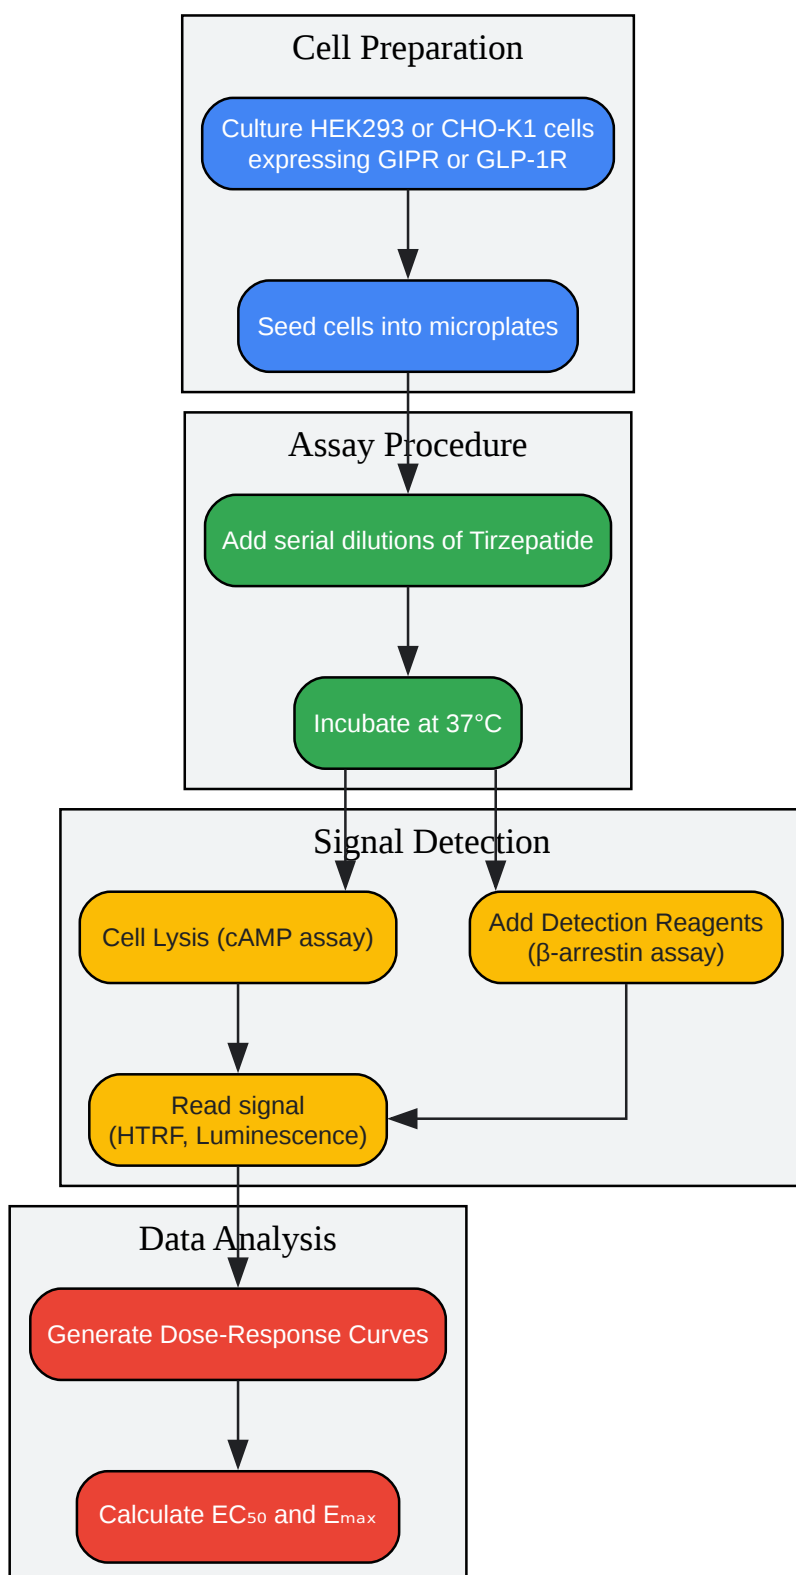 Cell Preparation
Culture HEK293 or CHO-K1 cells
expressing GIPR or GLP-1R
Seed cells into microplates
Assay Procedure
Add serial dilutions of Tirzepatide
Incubate at 37°C
Signal Detection
Cell Lysis (cAMP assay)
Add Detection Reagents
(β-arrestin assay)
Read signal
(HTRF, Luminescence)
Data Analysis
Generate Dose-Response Curves
Calculate EC₅₀ and Eₘₐₓ